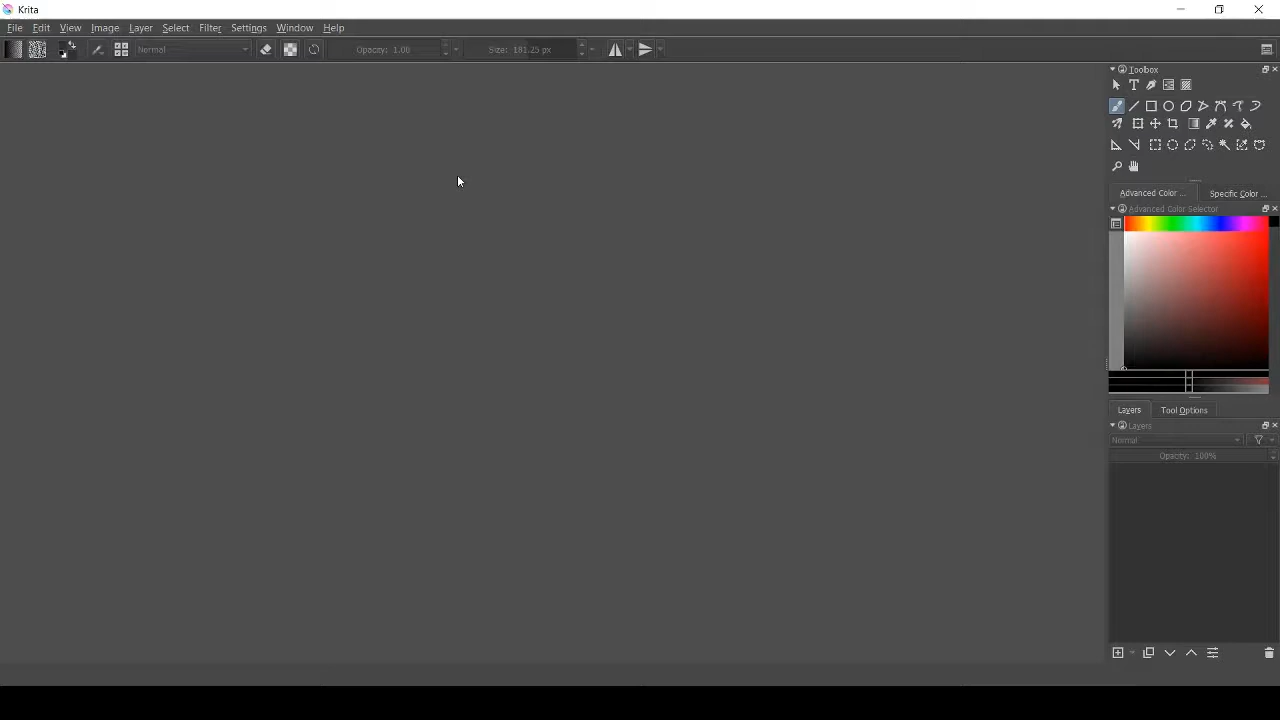 Krita
File Edit View Image Layer Select Filter Settings Window Help
Normal Opacity: 1.00 Size: 181.25 px
Toolbox
Advanced Color ... Specific Color ...
Advanced Color Selector
Layers Tool Options
Layers
Normal
Opacity: 100%